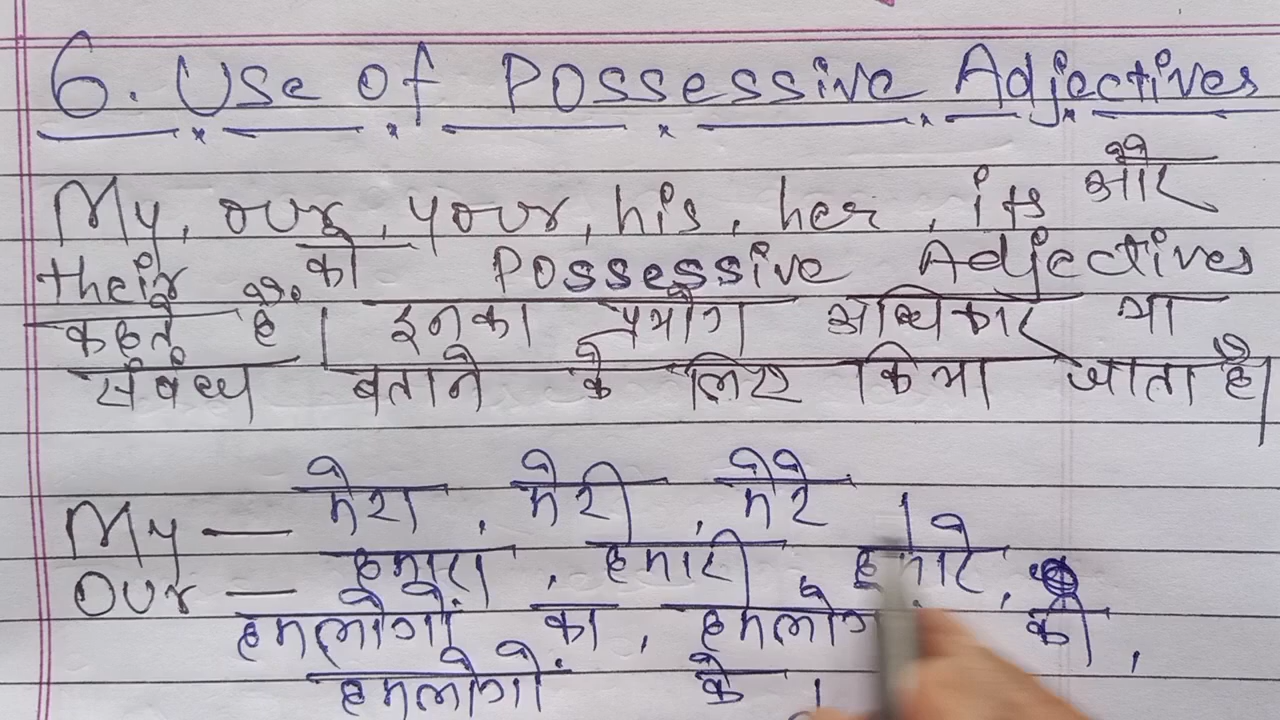 6. Use of Possessive Adjectives
My, our, your, his, her, its और
their को Possessive Adjectives
कहते हैं। इनका प्रयोग अधिकार या
संबंध बताने के लिए किया जाता है।
My — मेरा, मेरी, मेरे।
Our — हमारा, हमारी, हमारे,
हमलोगों का, हमलोगों की,
हमलोगों के।